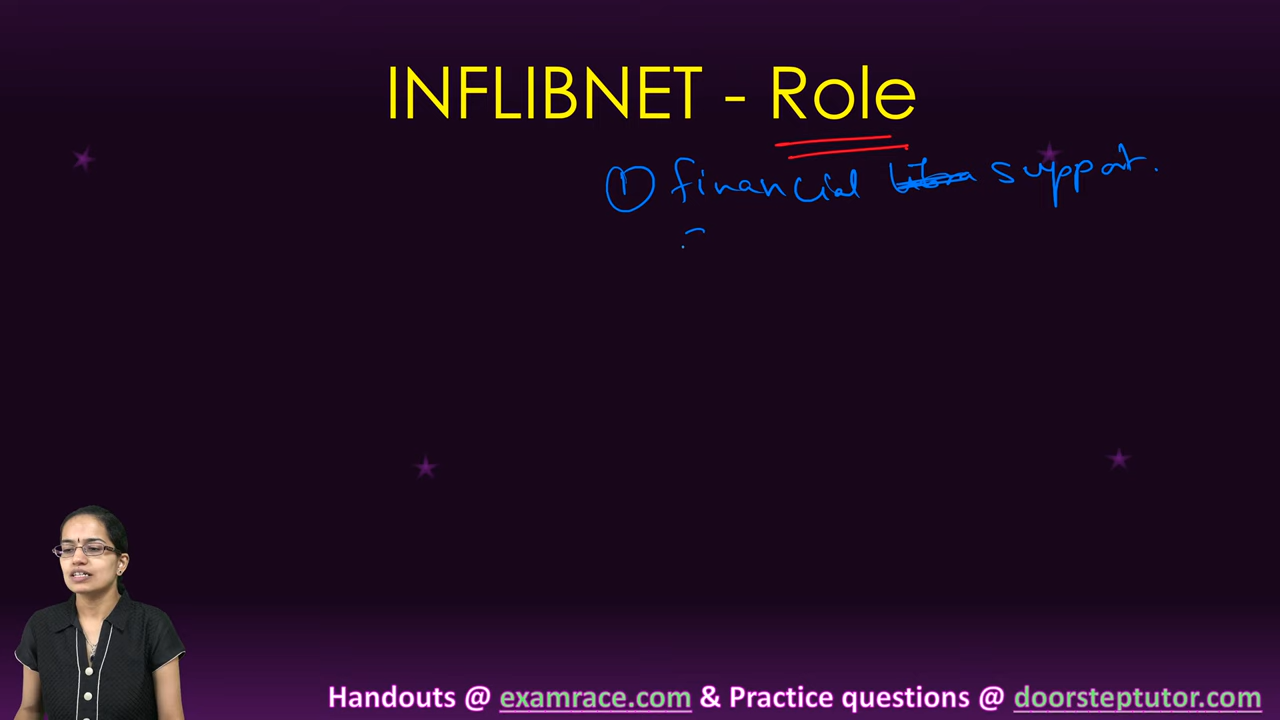 INFLIBNET - Role
① financial support.
Handouts @ examrace.com & Practice questions @ doorsteptutor.com